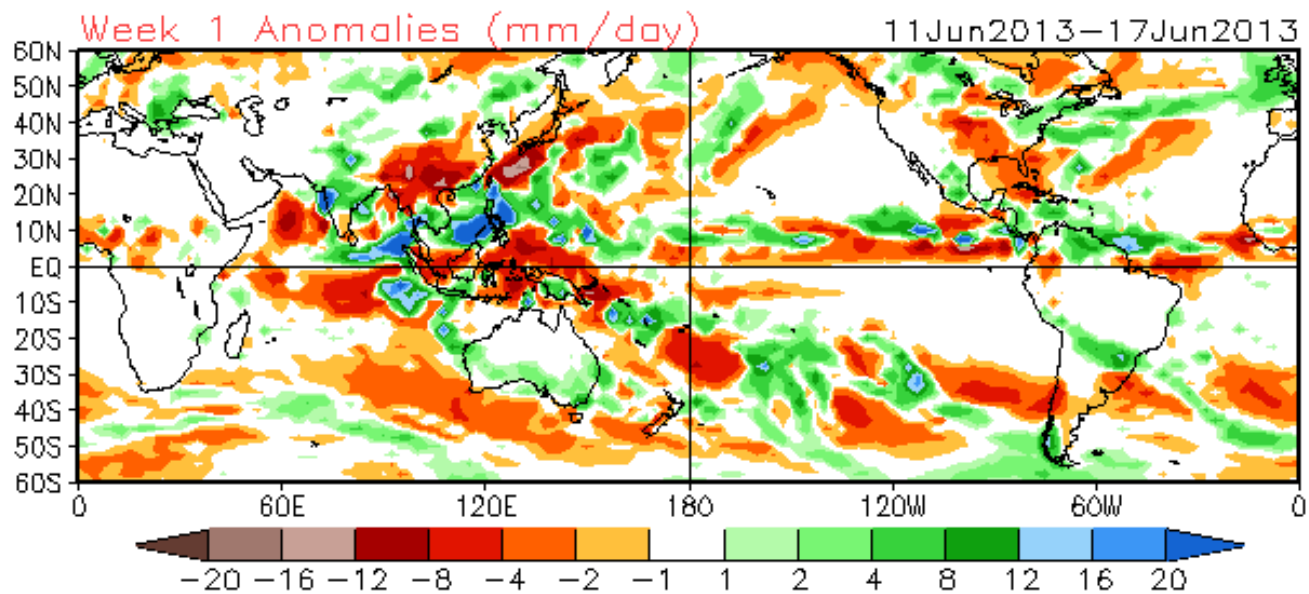 Week 1 Anomalies (mm/day) 11Jun2013–17Jun2013
60N
50N
40N
30N
20N
10N
EQ
10S
20S
30S
40S
50S
60S
0 60E 120E 180 120W 60W 0
−20 −16 −12 −8 −4 −2 −1 1 2 4 8 12 16 20